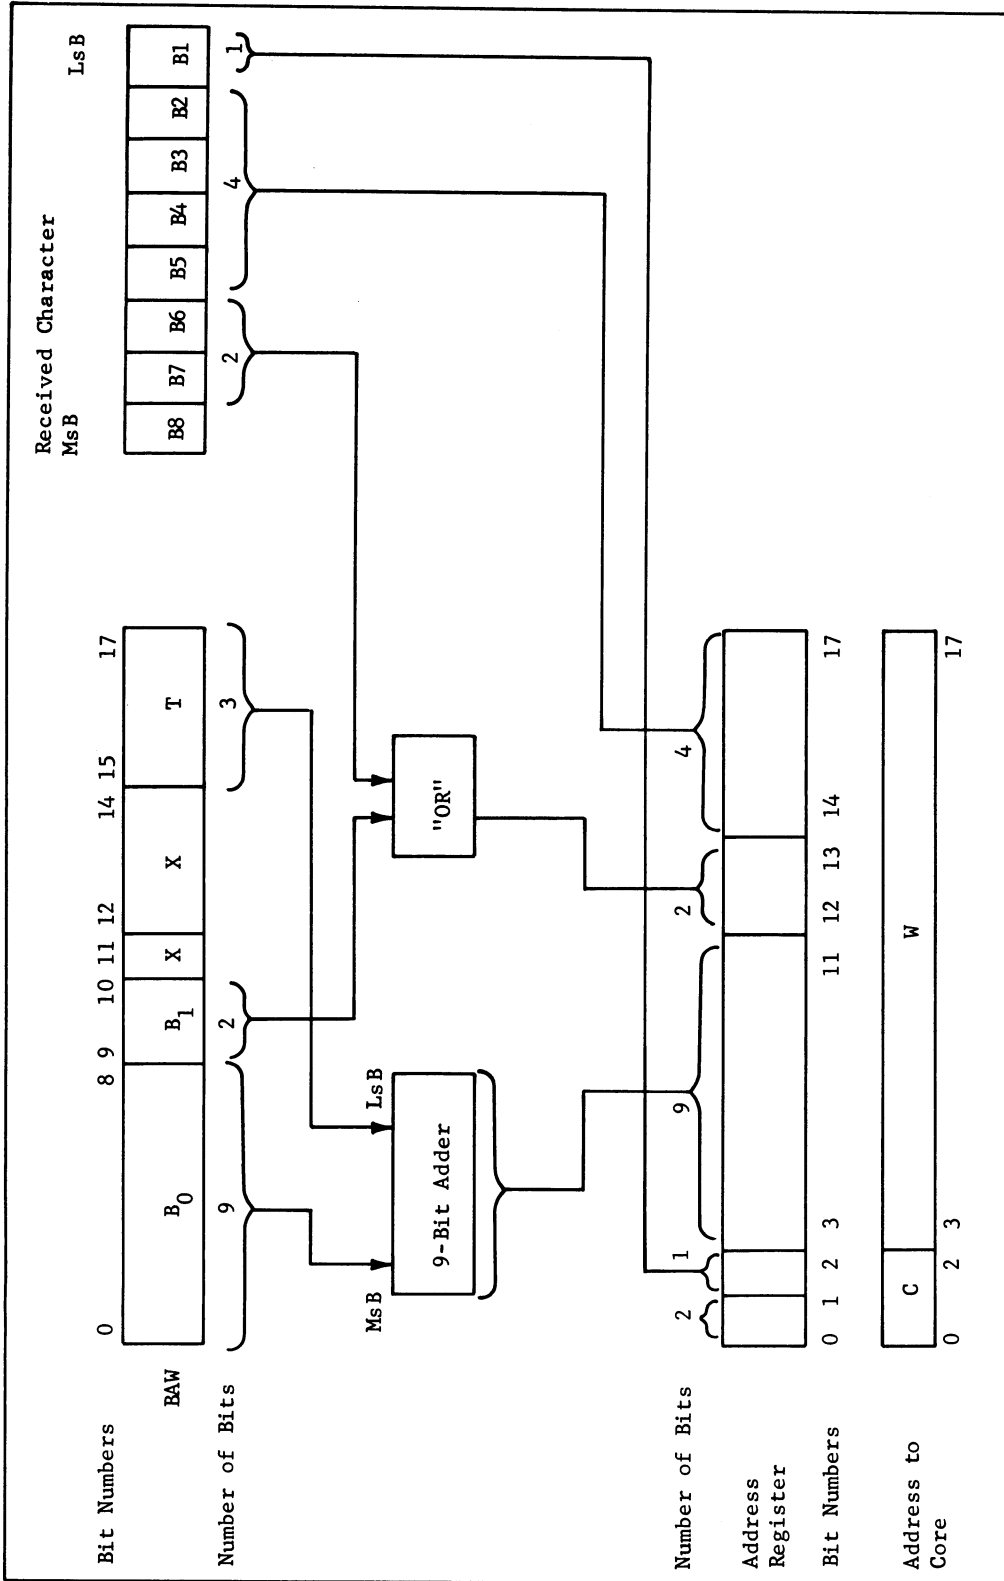 Received Character
MsB LsB
B8 B7 B6 B5 B4 B3 B2 B1
2 4 1
Bit Numbers 0 8 9 10 11 12 14 15 17
BAW B0 B1 X X T
Number of Bits 9 2 3
MsB LsB
9-Bit Adder
"OR"
Number of Bits 2 1 9 2 4
Address
Register
Bit Numbers 0 1 2 3 11 12 13 14 17
Address to
Core
C W
0 2 3 17